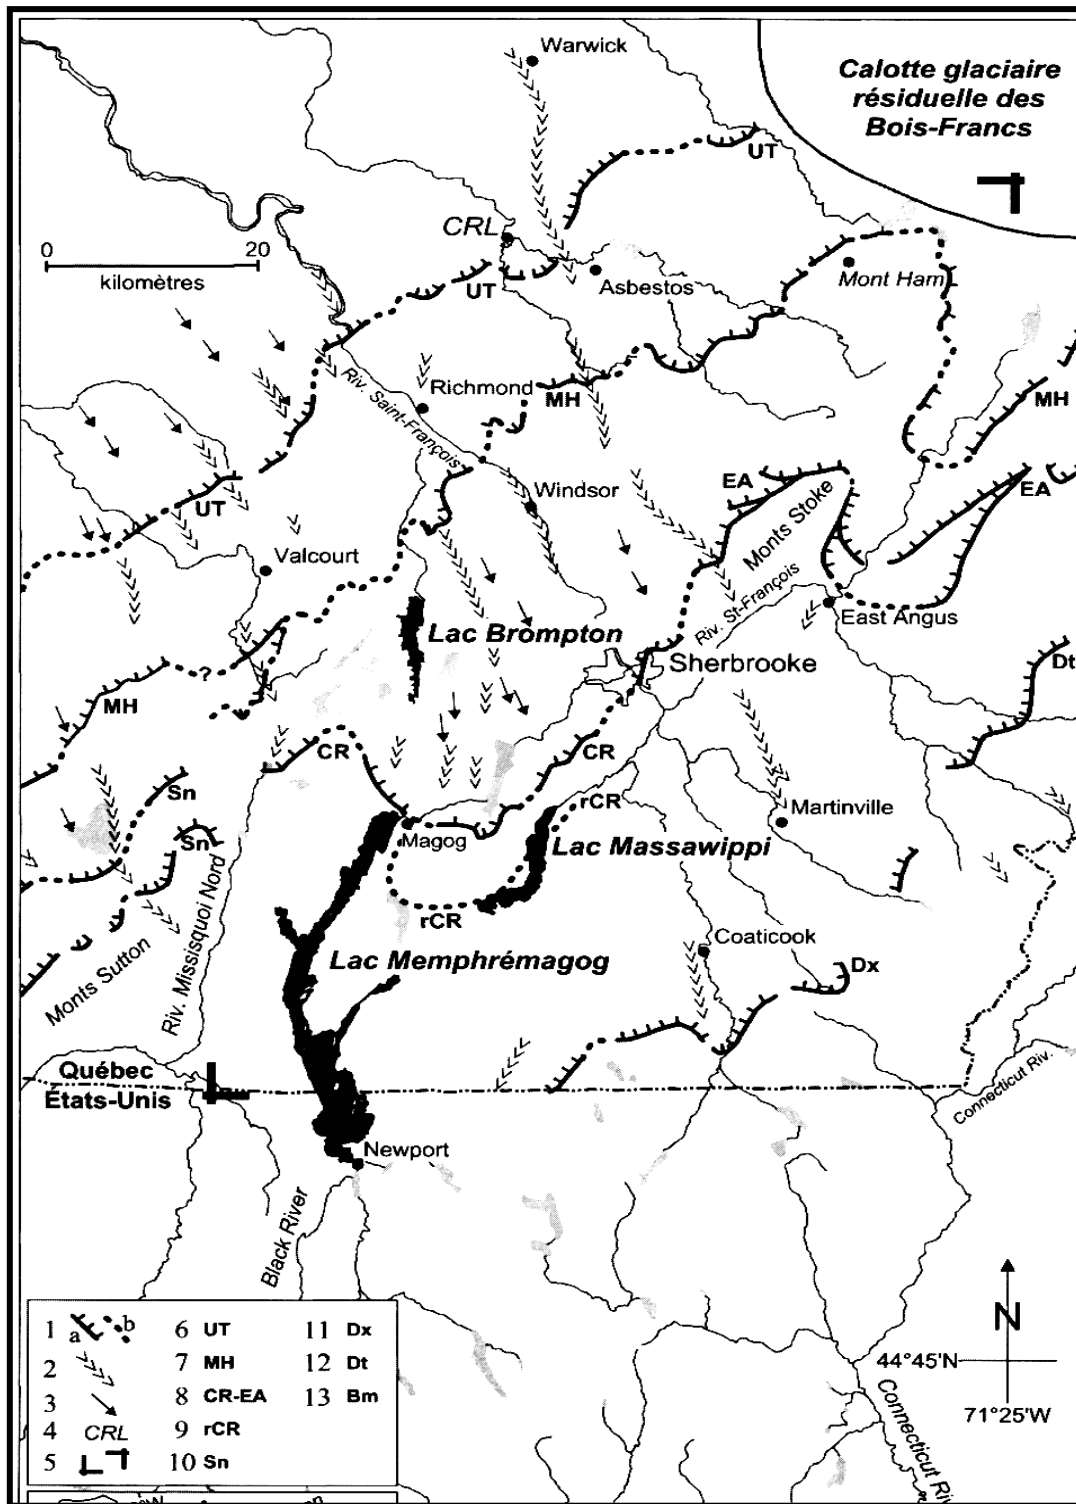 Warwick
Calotte glaciaire
résiduelle des
Bois-Francs
UT
CRL
0 20
kilomètres
UT
Asbestos
Mont Ham
Riv. Saint-François
Richmond
MH
MH
UT
Windsor
EA
EA
Monts Stoke
Valcourt
Riv. St-François
East Angus
Lac Brompton
Sherbrooke
Dt
?
MH
CR
CR
Sn
rCR
Martinville
Sn
Magog
Lac Massawippi
rCR
Riv. Missisquoi Nord
Monts Sutton
Lac Memphrémagog
Coaticook
Dx
Québec
États-Unis
Connecticut Riv.
Newport
Black River
N
44°45'N
71°25'W
Connecticut Riv.
1 a b 6 UT 11 Dx
2 7 MH 12 Dt
3 8 CR-EA 13 Bm
4 CRL 9 rCR
5 10 Sn